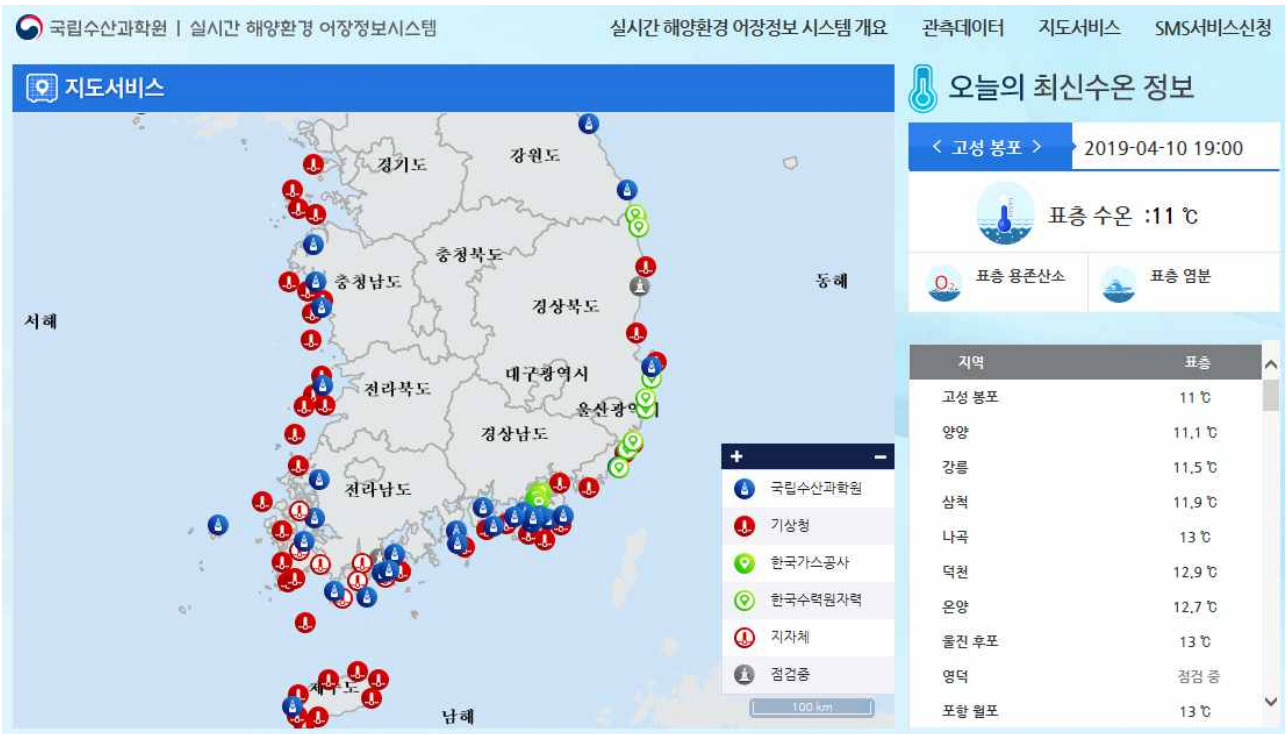 국립수산과학원 | 실시간 해양환경 어장정보시스템
실시간 해양환경 어장정보 시스템 개요
관측데이터
지도서비스
SMS서비스신청
지도서비스
경기도
강원도
충청북도
충청남도
동해
경상북도
서해
대구광역시
전라북도
울산광역시
경상남도
전라남도
제주도
남해
+ −
국립수산과학원
기상청
한국가스공사
한국수력원자력
지자체
점검중
100 km
오늘의 최신수온 정보
< 고성 봉포 > 2019-04-10 19:00
표층 수온 :11 ℃
O₂ 표층 용존산소
표층 염분
지역 표층
고성 봉포 11 ℃
양양 11,1 ℃
강릉 11,5 ℃
삼척 11,9 ℃
나곡 13 ℃
덕천 12,9 ℃
온양 12,7 ℃
울진 후포 13 ℃
영덕 점검 중
포항 월포 13 ℃